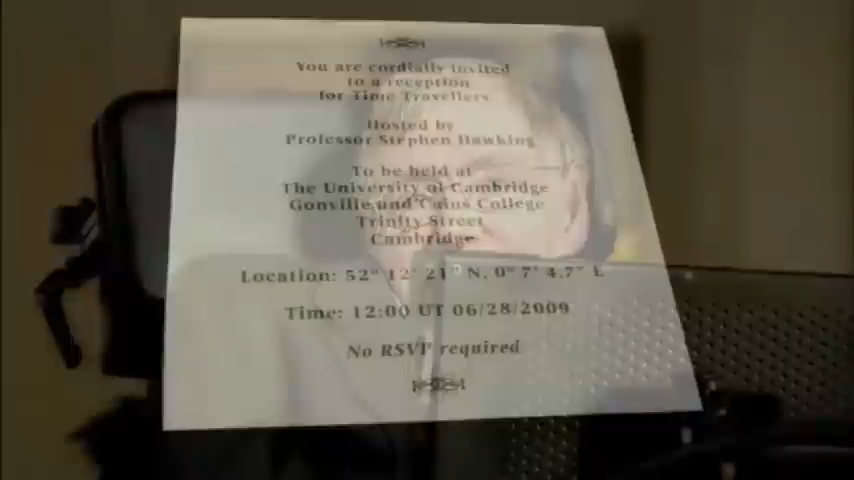 You are cordially invited
to a reception
for Time Travellers
Hosted by
Professor Stephen Hawking
To be held at
The University of Cambridge
Gonville and Caius College
Trinity Street
Cambridge
Location: 52° 12' 21" N, 0° 7' 4.7" E
Time: 12:00 UT 06/28/2009
No RSVP required